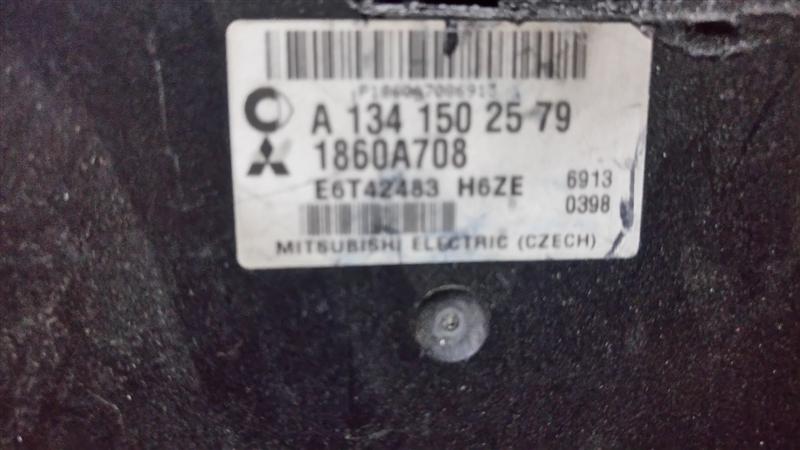 A 134 150 25 79
1860A708
E6T42483 H6ZE
6913
0398
MITSUBISHI ELECTRIC (CZECH)